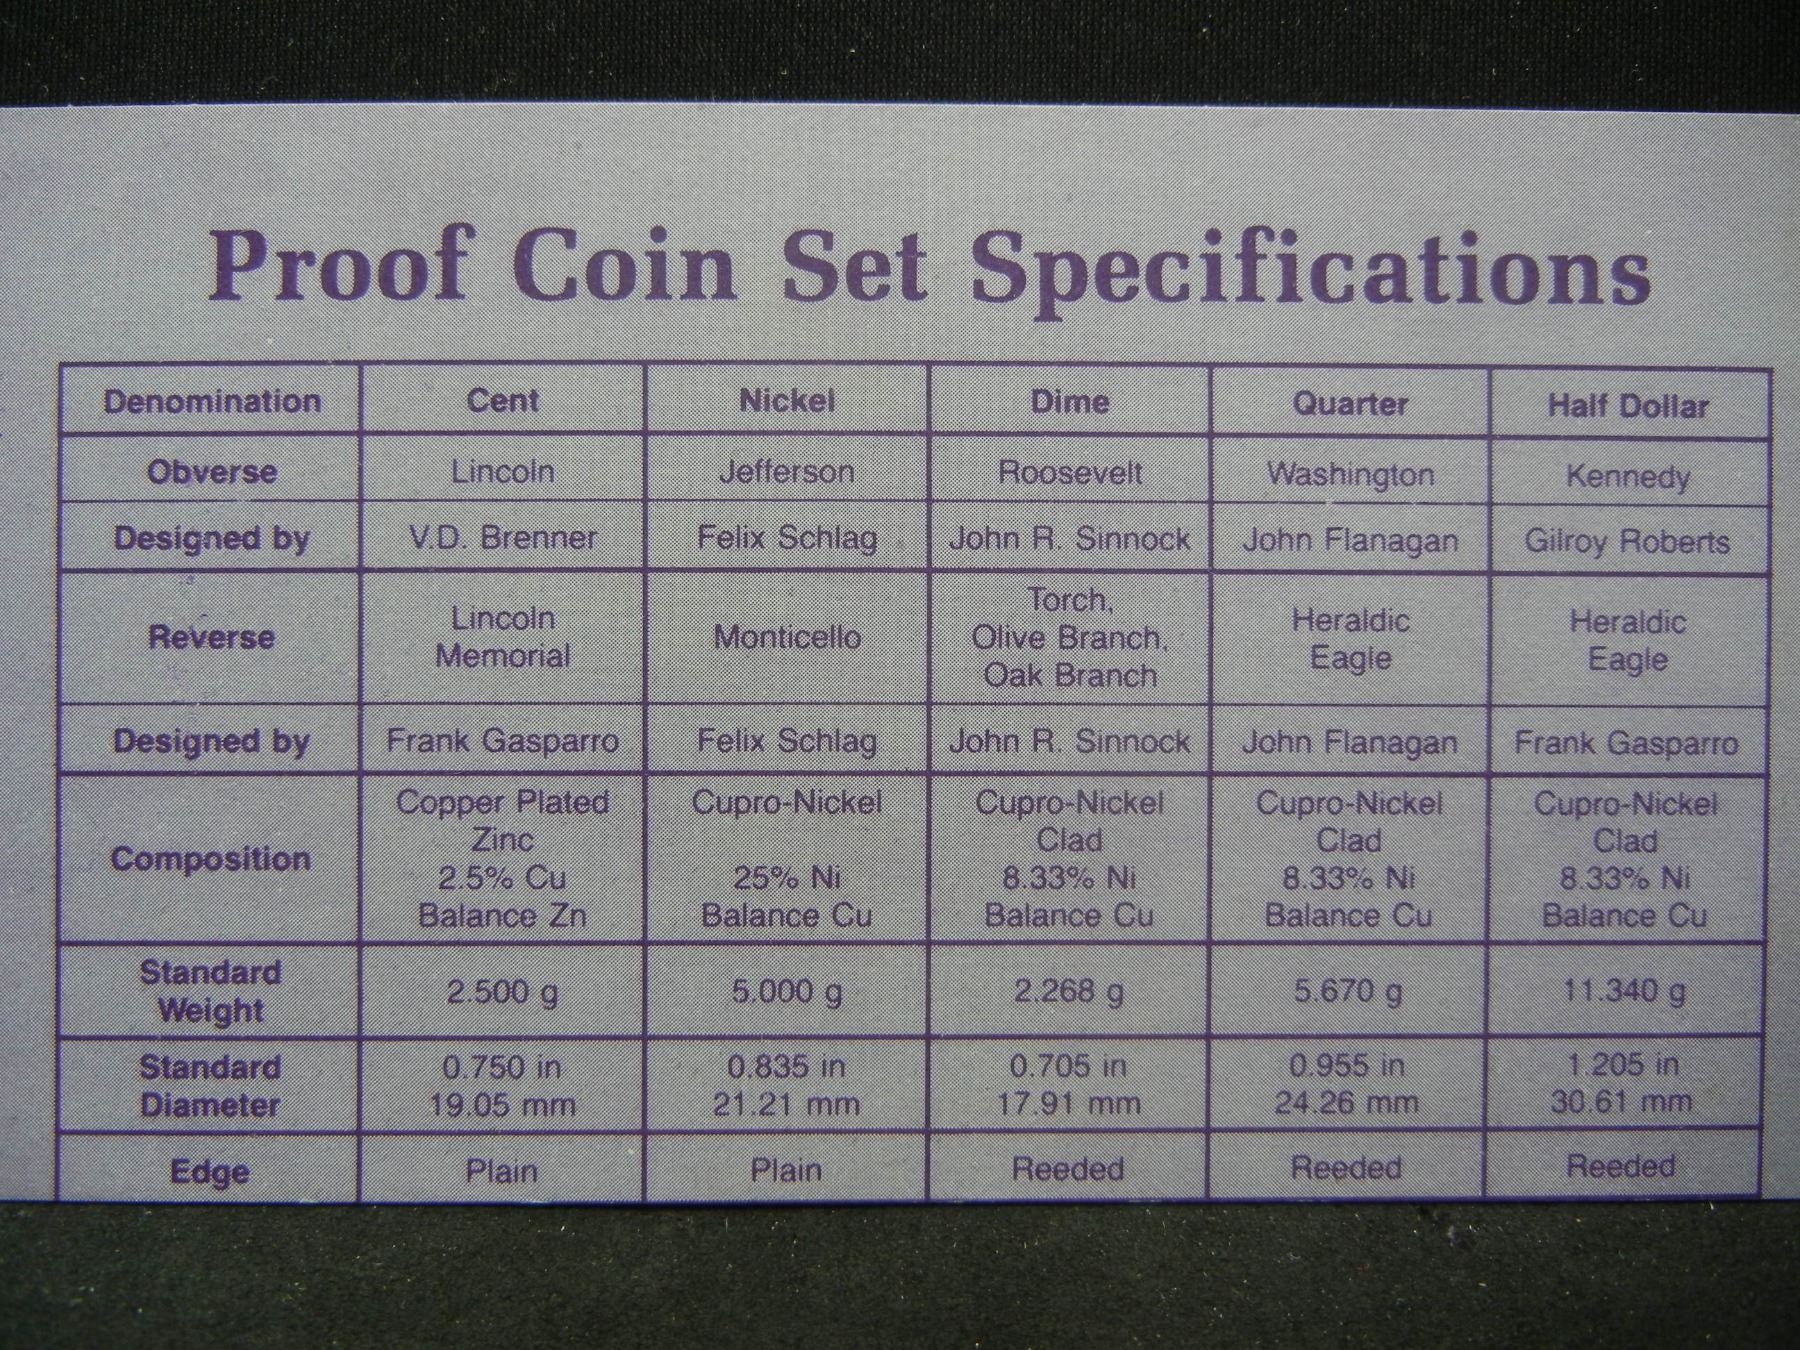 Proof Coin Set Specifications
Denomination Cent Nickel Dime Quarter Half Dollar
Obverse Lincoln Jefferson Roosevelt Washington Kennedy
Designed by V.D. Brenner Felix Schlag John R. Sinnock John Flanagan Gilroy Roberts
Reverse Lincoln Memorial Monticello Torch, Olive Branch, Oak Branch Heraldic Eagle Heraldic Eagle
Designed by Frank Gasparro Felix Schlag John R. Sinnock John Flanagan Frank Gasparro
Composition Copper Plated Zinc 2.5% Cu Balance Zn Cupro-Nickel 25% Ni Balance Cu Cupro-Nickel Clad 8.33% Ni Balance Cu Cupro-Nickel Clad 8.33% Ni Balance Cu Cupro-Nickel Clad 8.33% Ni Balance Cu
Standard Weight 2.500 g 5.000 g 2.268 g 5.670 g 11.340 g
Standard Diameter 0.750 in 19.05 mm 0.835 in 21.21 mm 0.705 in 17.91 mm 0.955 in 24.26 mm 1.205 in 30.61 mm
Edge Plain Plain Reeded Reeded Reeded